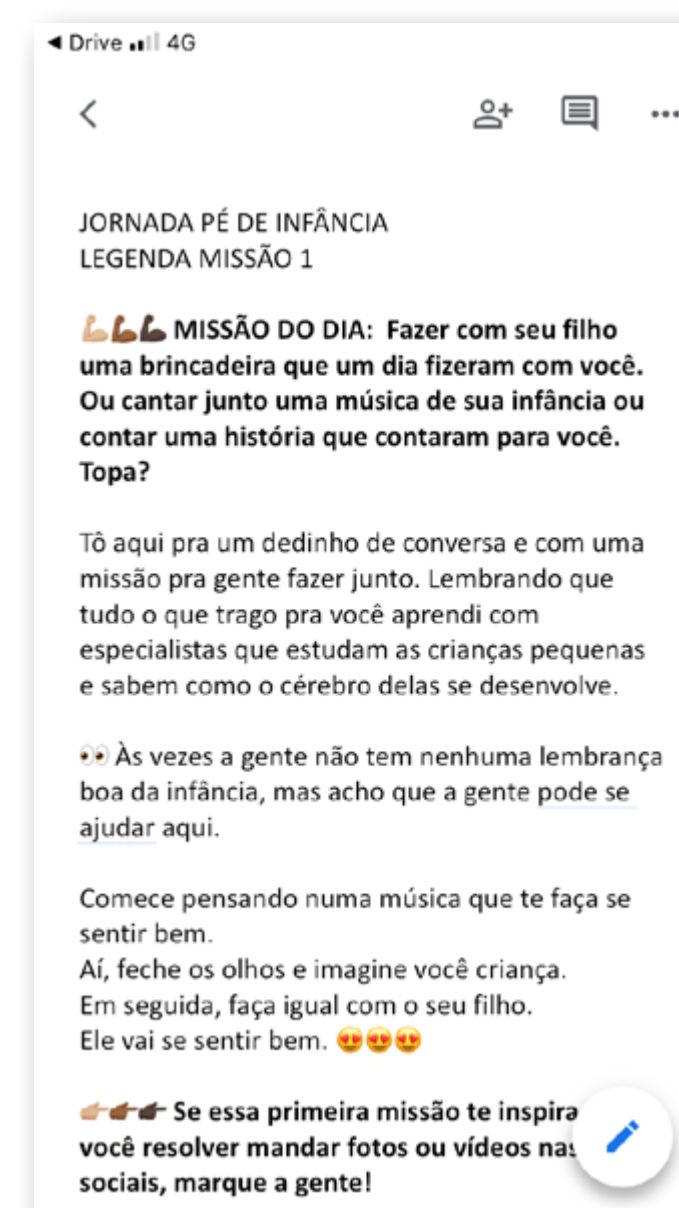 ◀ Drive 4G
JORNADA PÉ DE INFÂNCIA
LEGENDA MISSÃO 1
💪🏼💪🏾💪🏿 MISSÃO DO DIA:  Fazer com seu filho
uma brincadeira que um dia fizeram com você.
Ou cantar junto uma música de sua infância ou
contar uma história que contaram para você.
Topa?
Tô aqui pra um dedinho de conversa e com uma
missão pra gente fazer junto. Lembrando que
tudo o que trago pra você aprendi com
especialistas que estudam as crianças pequenas
e sabem como o cérebro delas se desenvolve.
👀 Às vezes a gente não tem nenhuma lembrança
boa da infância, mas acho que a gente pode se
ajudar aqui.
Comece pensando numa música que te faça se
sentir bem.
Aí, feche os olhos e imagine você criança.
Em seguida, faça igual com o seu filho.
Ele vai se sentir bem. 😍😍😍
👉🏼👉🏾👉🏿 Se essa primeira missão te inspira
você resolver mandar fotos ou vídeos nas
sociais, marque a gente!